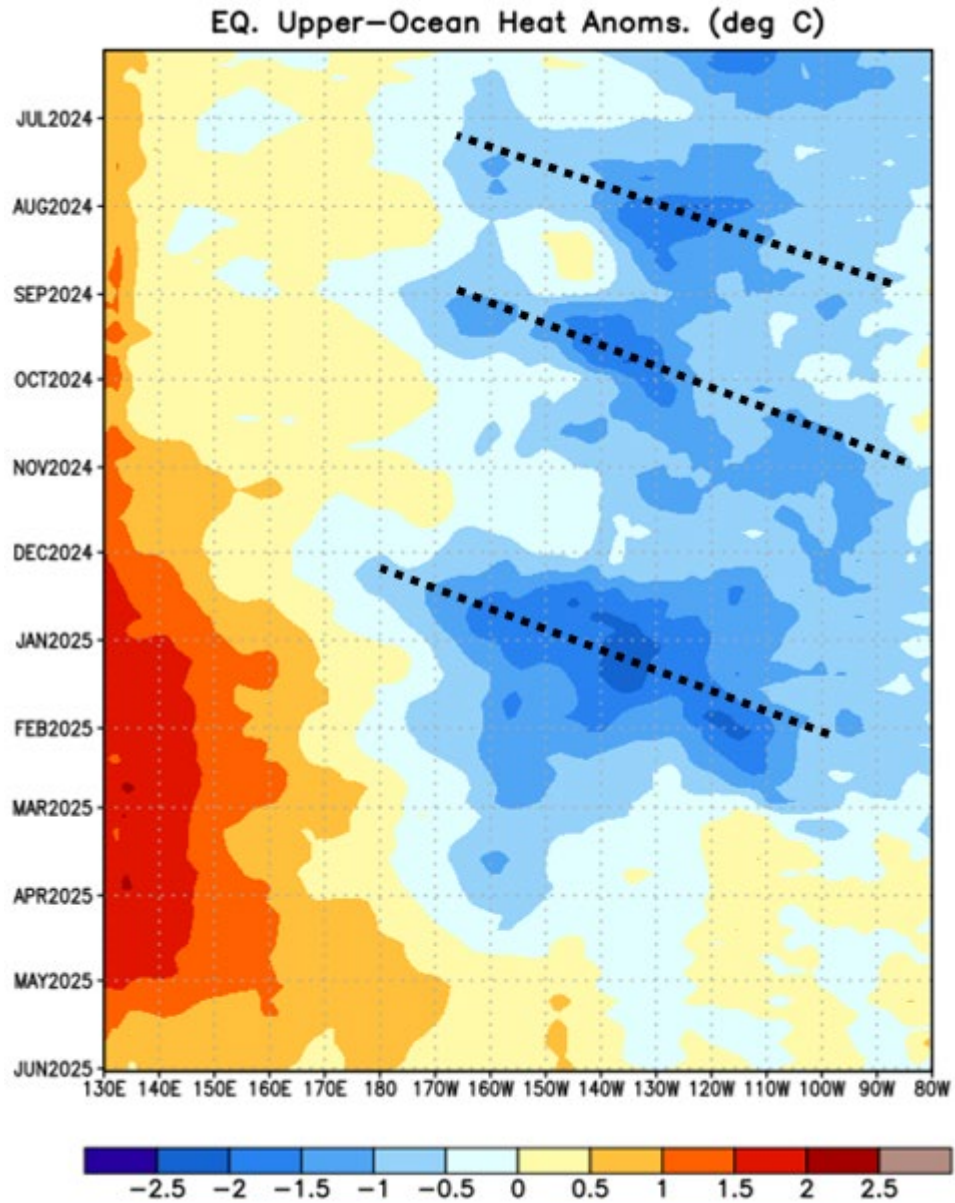 EQ. Upper-Ocean Heat Anoms. (deg C)
JUL2024
AUG2024
SEP2024
OCT2024
NOV2024
DEC2024
JAN2025
FEB2025
MAR2025
APR2025
MAY2025
JUN2025
130E 140E 150E 160E 170E 180 170W 160W 150W 140W 130W 120W 110W 100W 90W 80W
-2.5 -2 -1.5 -1 -0.5 0 0.5 1 1.5 2 2.5